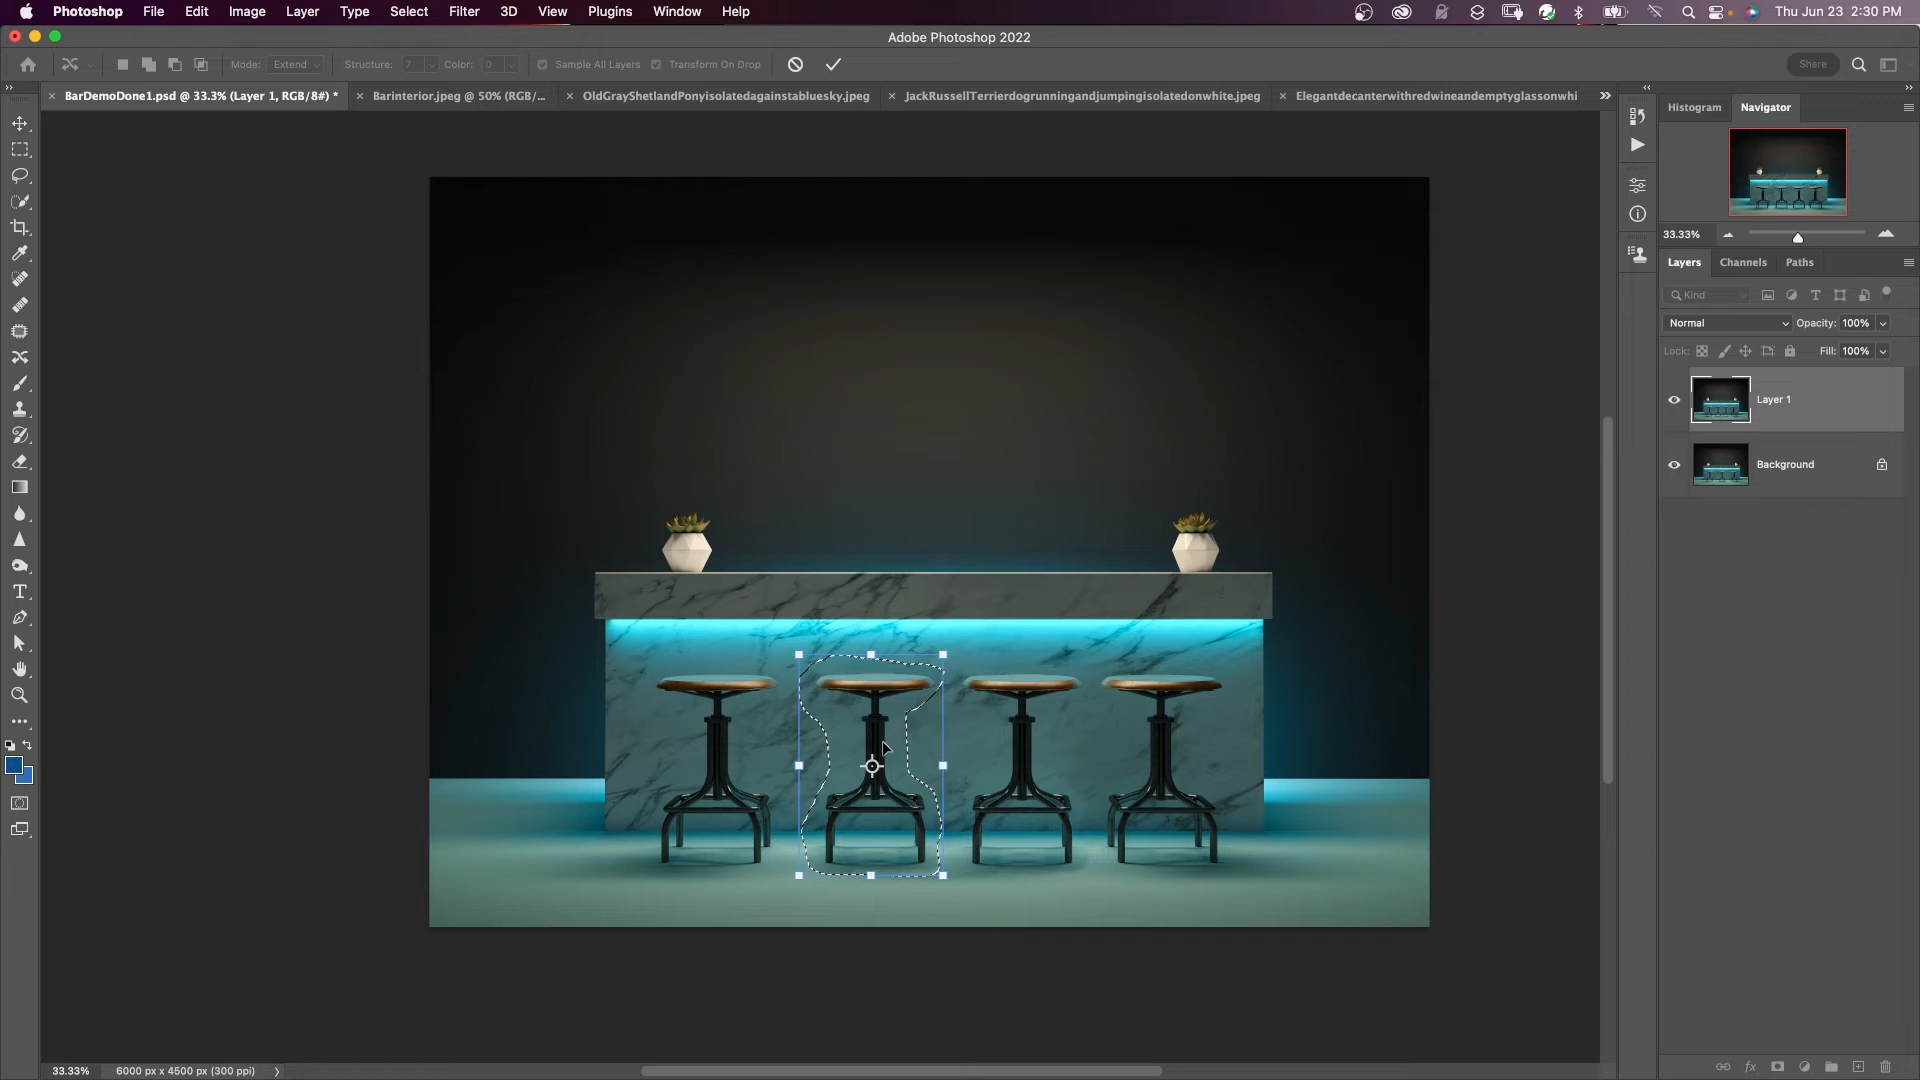 Photoshop File Edit Image Layer Type Select Filter 3D View Plugins Window Help Thu Jun 23 2:30 PM
Adobe Photoshop 2022
Mode: Extend Structure: 7 Color: 0 Sample All Layers Transform On Drop Share
BarDemoDone1.psd @ 33.3% (Layer 1, RGB/8#) * Barinterior.jpeg @ 50% (RGB/... OldGrayShetlandPonyisolatedagainstabluesky.jpeg JackRussellTerrierdogrunningandjumpingisolatedonwhite.jpeg Elegantdecanterwithredwineandemptyglassonwhi
Histogram Navigator
33.33%
Layers Channels Paths
Kind
Normal Opacity: 100%
Lock: Fill: 100%
Layer 1
Background
33.33% 6000 px x 4500 px (300 ppi)